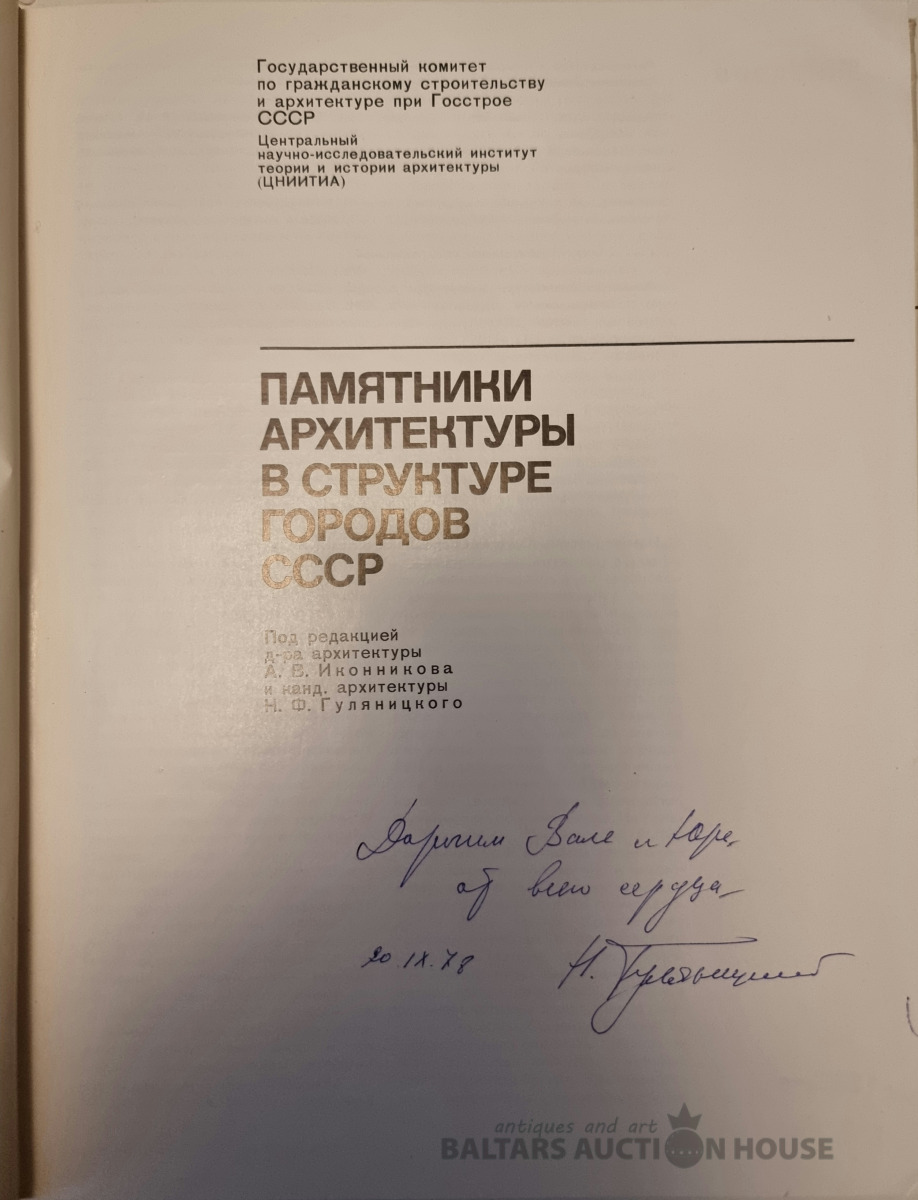 Государственный комитет
по гражданскому строительству
и архитектуре при Госстрое
СССР
Центральный
научно-исследовательский институт
теории и истории архитектуры
(ЦНИИТИА)
ПАМЯТНИКИ
АРХИТЕКТУРЫ
В СТРУКТУРЕ
ГОРОДОВ
СССР
Под редакцией
д-ра архитектуры
А. В. Иконникова
и канд. архитектуры
Н. Ф. Гуляницкого
Дорогим Вале и Юре,
от всего сердца
20.IX.78 Н. Гуляницкий
antiques and art
BALTARS AUCTION HOUSE